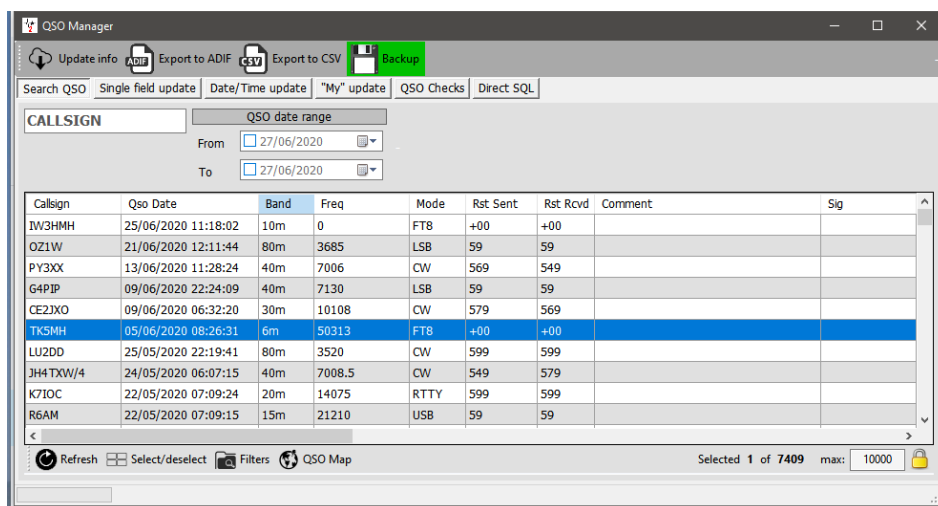 QSO Manager
Update info ADIF Export to ADIF CSV Export to CSV Backup
Search QSO Single field update Date/Time update "My" update QSO Checks Direct SQL
CALLSIGN QSO date range
From 27/06/2020
To 27/06/2020
Callsign Qso Date Band Freq Mode Rst Sent Rst Rcvd Comment Sig
IW3HMH 25/06/2020 11:18:02 10m 0 FT8 +00 +00
OZ1W 21/06/2020 12:11:44 80m 3685 LSB 59 59
PY3XX 13/06/2020 11:28:24 40m 7006 CW 569 549
G4PIP 09/06/2020 22:24:09 40m 7130 LSB 59 59
CE2JXO 09/06/2020 06:32:20 30m 10108 CW 579 569
TK5MH 05/06/2020 08:26:31 6m 50313 FT8 +00 +00
LU2DD 25/05/2020 22:19:41 80m 3520 CW 599 599
JH4TXW/4 24/05/2020 06:07:15 40m 7008.5 CW 549 579
K7IOC 22/05/2020 07:09:24 20m 14075 RTTY 599 599
R6AM 22/05/2020 07:09:15 15m 21210 USB 59 59
Refresh Select/deselect Filters QSO Map Selected 1 of 7409 max: 10000